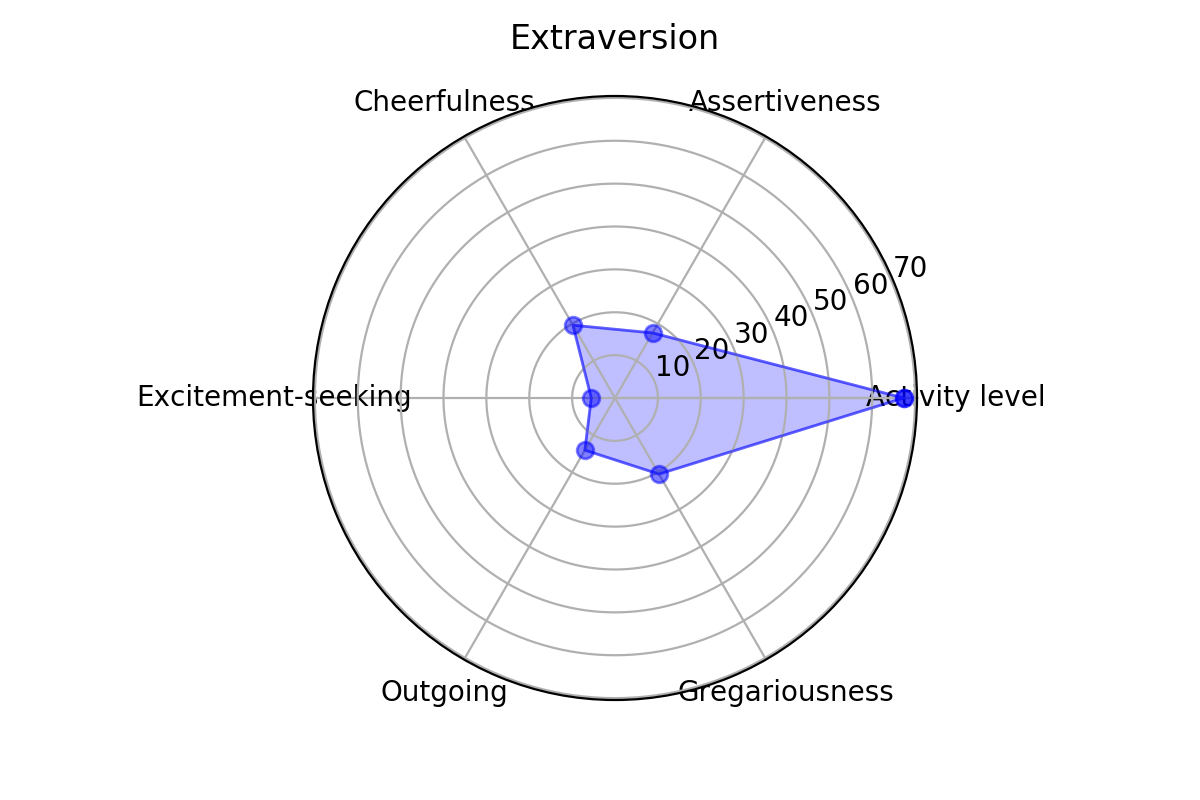 Extraversion
Cheerfulness
Assertiveness
70
60
50
40
30
20
10
Excitement-seeking
Activity level
Outgoing
Gregariousness